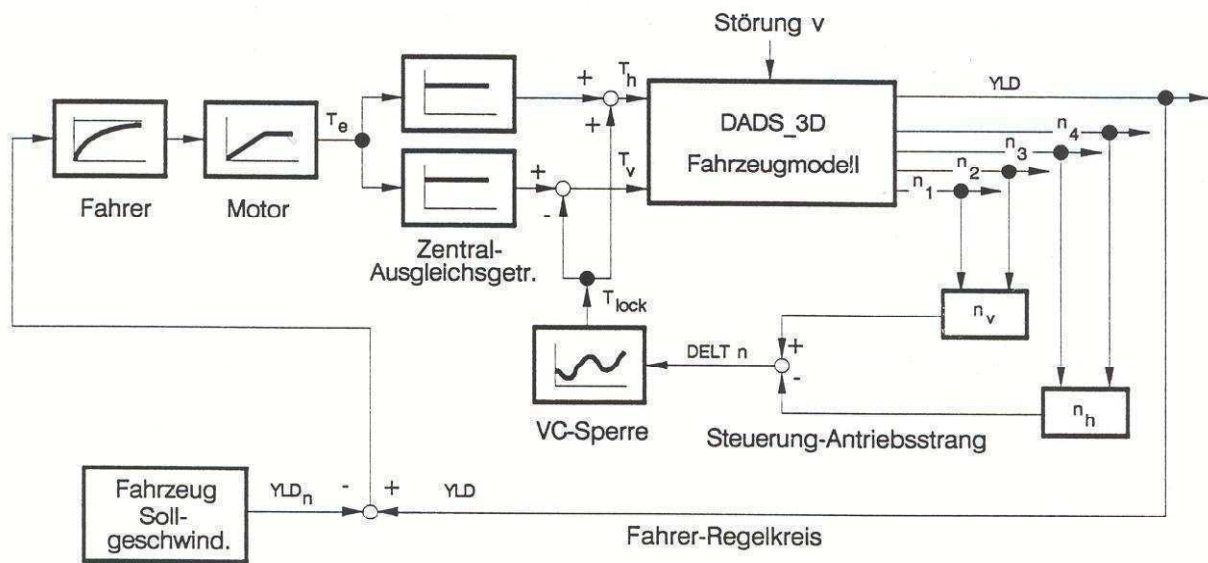 Störung v
T_h
YLD
+
+
T_e
DADS_3D
Fahrzeugmodell
n_4
n_3
n_2
n_1
T_v
+
-
Fahrer
Motor
Zentral-
Ausgleichsgetr.
T_lock
n_v
DELT n
+
-
n_h
VC-Sperre
Steuerung-Antriebsstrang
Fahrzeug
Soll-
geschwind.
YLD_n
-
+
YLD
Fahrer-Regelkreis